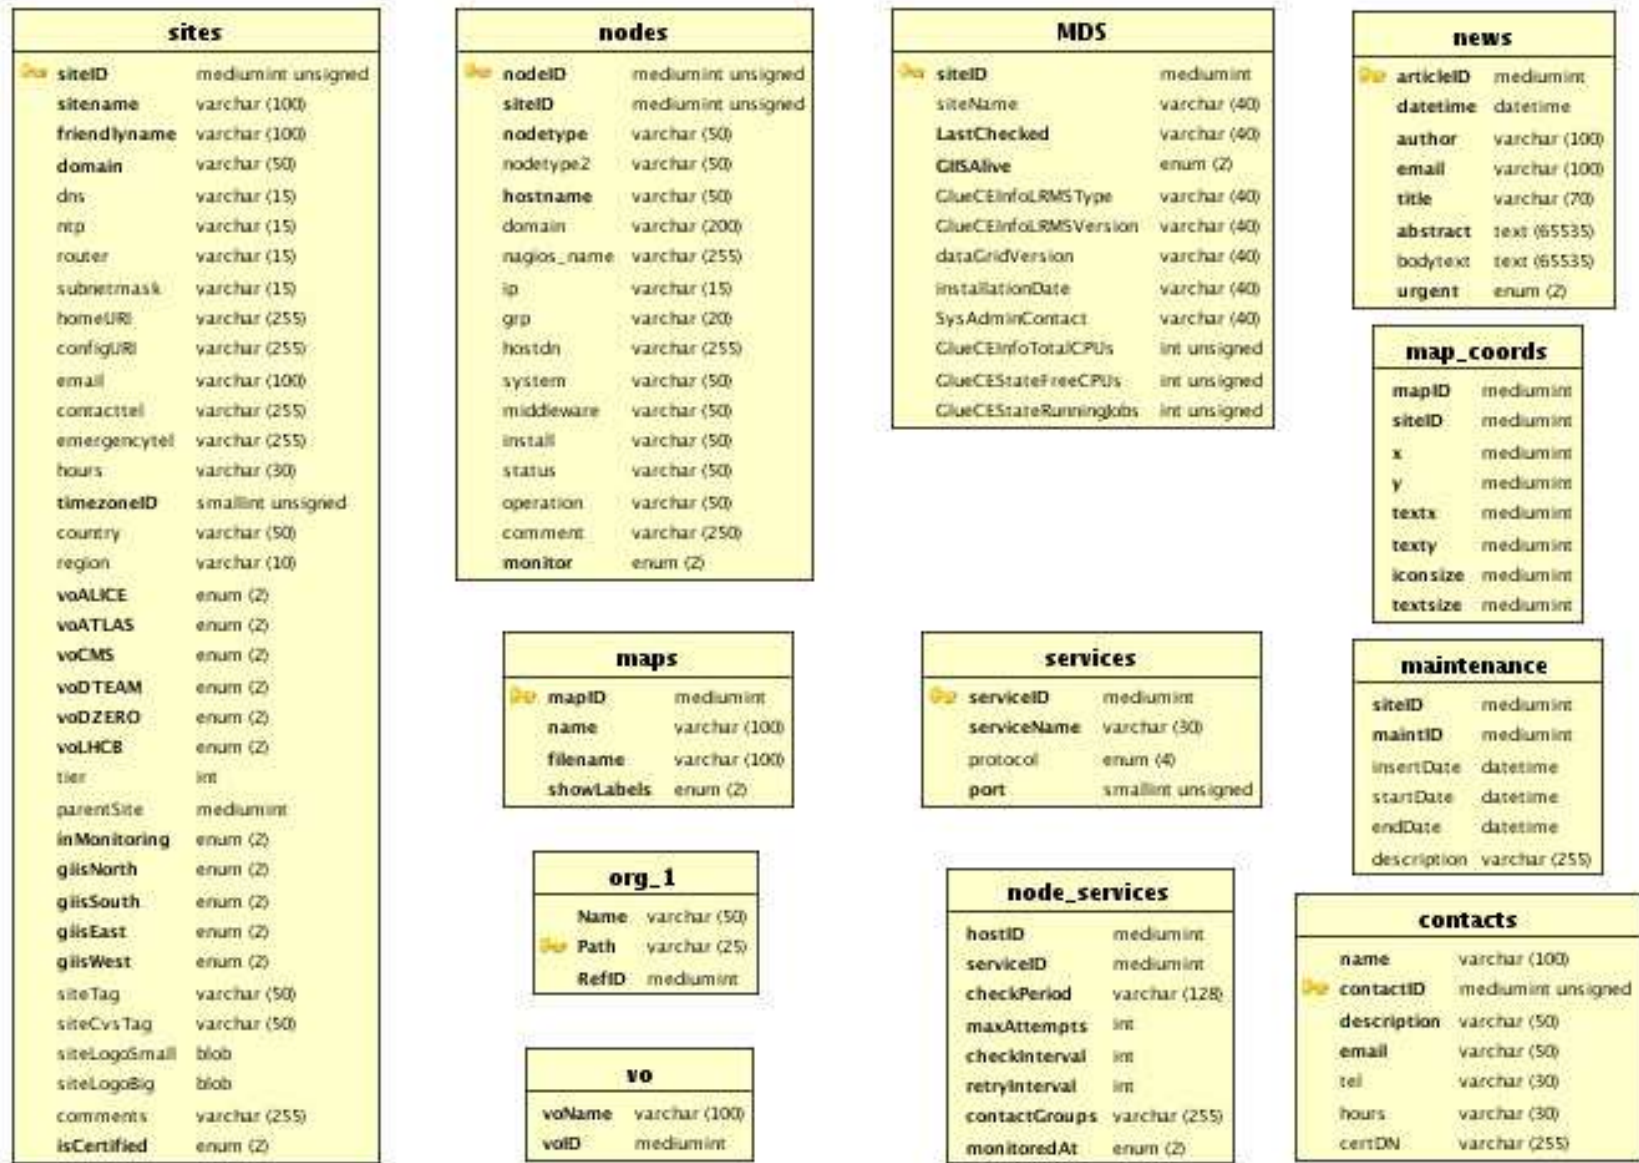 sites
siteID mediumint unsigned
sitename varchar (100)
friendlyname varchar (100)
domain varchar (50)
dns varchar (15)
ntp varchar (15)
router varchar (15)
subnetmask varchar (15)
homeURI varchar (255)
configURI varchar (255)
email varchar (100)
contacttel varchar (255)
emergencytel varchar (255)
hours varchar (30)
timezoneID smallint unsigned
country varchar (50)
region varchar (10)
voALICE enum (2)
voATLAS enum (2)
voCMS enum (2)
voDTEAM enum (2)
voDZERO enum (2)
voLHCB enum (2)
tier int
parentSite mediumint
inMonitoring enum (2)
giisNorth enum (2)
giisSouth enum (2)
giisEast enum (2)
giisWest enum (2)
siteTag varchar (50)
siteCvsTag varchar (50)
siteLogoSmall blob
siteLogoBig blob
comments varchar (255)
isCertified enum (2)
nodes
nodeID mediumint unsigned
siteID mediumint unsigned
nodetype varchar (50)
nodetype2 varchar (50)
hostname varchar (50)
domain varchar (200)
nagios_name varchar (255)
ip varchar (15)
grp varchar (20)
hostdn varchar (255)
system varchar (50)
middleware varchar (50)
install varchar (50)
status varchar (50)
operation varchar (50)
comment varchar (250)
monitor enum (2)
maps
mapID mediumint
name varchar (100)
filename varchar (100)
showLabels enum (2)
org_1
Name varchar (50)
Path varchar (25)
RefID mediumint
vo
voName varchar (100)
voID mediumint
MDS
siteID mediumint
siteName varchar (40)
LastChecked varchar (40)
GIISAlive enum (2)
GlueCEInfoLRMSType varchar (40)
GlueCEInfoLRMSVersion varchar (40)
dataGridVersion varchar (40)
installationDate varchar (40)
SysAdminContact varchar (40)
GlueCEInfoTotalCPUs int unsigned
GlueCEStateFreeCPUs int unsigned
GlueCEStateRunningJobs int unsigned
services
serviceID mediumint
serviceName varchar (30)
protocol enum (4)
port smallint unsigned
node_services
hostID mediumint
serviceID mediumint
checkPeriod varchar (128)
maxAttempts int
checkInterval int
retryInterval int
contactGroups varchar (255)
monitoredAt enum (2)
news
articleID mediumint
datetime datetime
author varchar (100)
email varchar (100)
title varchar (70)
abstract text (65535)
bodytext text (65535)
urgent enum (2)
map_coords
mapID mediumint
siteID mediumint
x mediumint
y mediumint
textx mediumint
texty mediumint
iconsize mediumint
textsize mediumint
maintenance
siteID mediumint
maintID mediumint
insertDate datetime
startDate datetime
endDate datetime
description varchar (255)
contacts
name varchar (100)
contactID mediumint unsigned
description varchar (50)
email varchar (50)
tel varchar (30)
hours varchar (30)
certDN varchar (255)